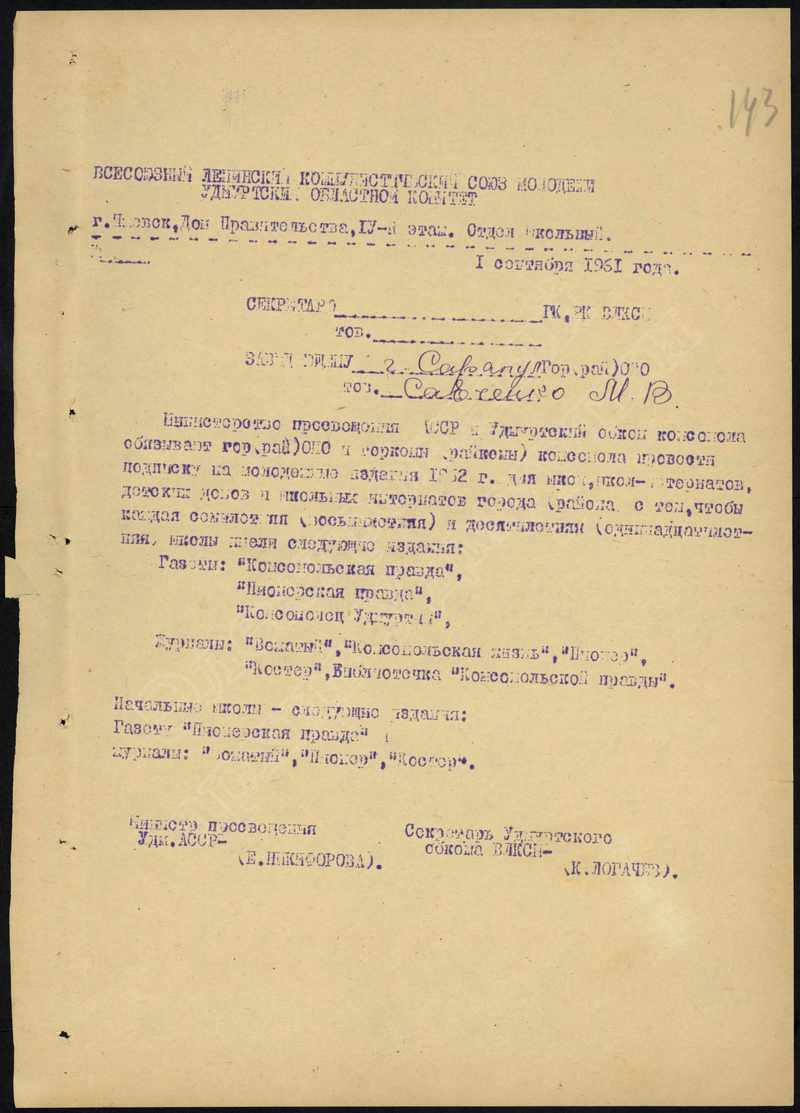 143
ВСЕСОЮЗНЫЙ ЛЕНИНСКИЙ КОММУНИСТИЧЕСКИЙ СОЮЗ МОЛОДЕЖИ
УДМУРТСКИЙ ОБЛАСТНОЙ КОМИТЕТ
г.Ижевск,Дом Правительства,IУ-й этаж. Отдел школьный.
I сентября 1961 года.
СЕКРЕТАРЮ ГК,РК ВЛКСМ
тов.
ЗАВЕДУЮЩЕМУ г. Сарапул Гор(рай)ОНО
тов. Савченко М.В.
Министерство просвещения УАССР и Удмуртский обком комсомола
обязывают гор(рай)ОНО и горкомы (райкомы) комсомола провести
подписку на молодежные издания 1962 г. для школ,школ-интернатов,
детских домов и школьных интернатов города (района) с тем,чтобы
каждая семилетняя (восьмилетняя) и десятилетняя (одиннадцатилет-
няя) школы имели следующие издания:
Газеты: "Комсомольская правда",
"Пионерская правда",
"Комсомолец Удмуртии",
Журналы: "Вожатый","Комсомольская жизнь","Пионер",
"Костер",Библиотечка "Комсомольской правды".
Начальные школы - следующие издания:
Газету "Пионерская правда"
журналы: "Вожатый","Пионер","Костер".
Министр просвещения
Удм.АССР-
(Е.НИКИФОРОВА).
Секретарь Удмуртского
обкома ВЛКСМ-
(К.ЛОГАЧЕВ).